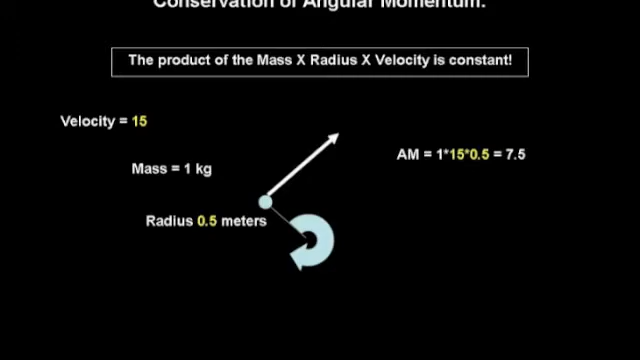 Conservation of Angular Momentum.
The product of the Mass X Radius X Velocity is constant!
Velocity = 15
AM = 1*15*0.5 = 7.5
Mass = 1 kg
Radius 0.5 meters